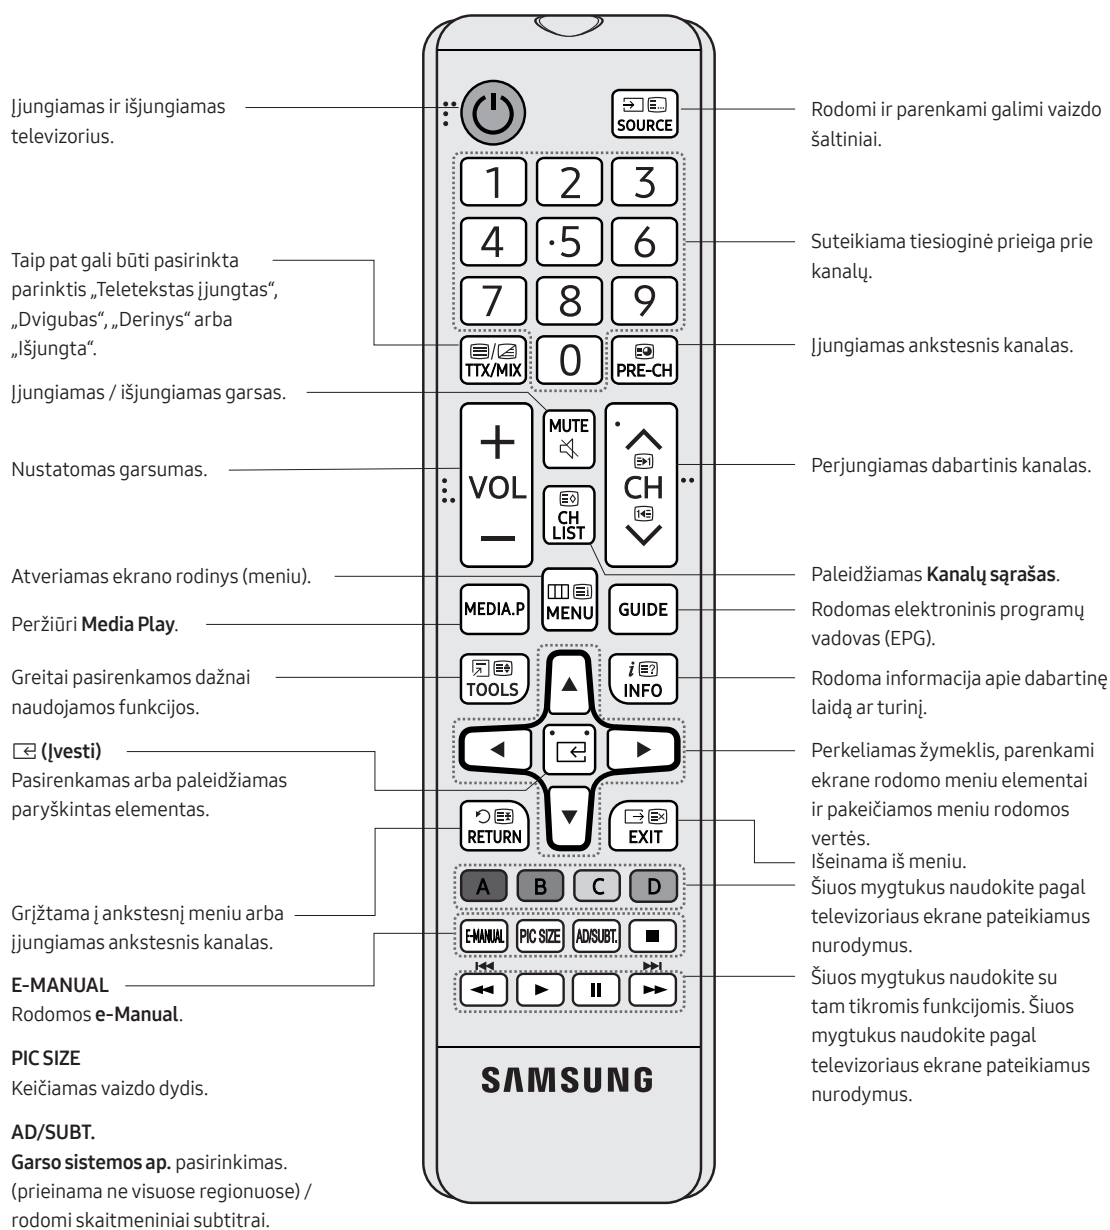 Įjungiamas ir išjungiamas
televizorius.
Taip pat gali būti pasirinkta
parinktis „Teletekstas įjungtas“,
„Dvigubas“, „Derinys“ arba
„Išjungta“.
Įjungiamas / išjungiamas garsas.
Nustatomas garsumas.
Atveriamas ekrano rodinys (meniu).
Peržiūri Media Play.
Greitai pasirenkamos dažnai
naudojamos funkcijos.
(Įvesti)
Pasirenkamas arba paleidžiamas
paryškintas elementas.
Grįžtama į ankstesnį meniu arba
įjungiamas ankstesnis kanalas.
E-MANUAL
Rodomos e-Manual.
PIC SIZE
Keičiamas vaizdo dydis.
AD/SUBT.
Garso sistemos ap. pasirinkimas.
(prieinama ne visuose regionuose) /
rodomi skaitmeniniai subtitrai.
SOURCE
1 2 3
4 ·5 6
7 8 9
TTX/MIX 0 PRE-CH
MUTE
VOL
CH
CH
LIST
MEDIA.P MENU GUIDE
TOOLS INFO
RETURN EXIT
A B C D
E-MANUAL PIC SIZE AD/SUBT.
SAMSUNG
Rodomi ir parenkami galimi vaizdo
šaltiniai.
Suteikiama tiesioginė prieiga prie
kanalų.
Įjungiamas ankstesnis kanalas.
Perjungiamas dabartinis kanalas.
Paleidžiamas Kanalų sąrašas.
Rodomas elektroninis programų
vadovas (EPG).
Rodoma informacija apie dabartinę
laidą ar turinį.
Perkeliamas žymeklis, parenkami
ekrane rodomo meniu elementai
ir pakeičiamos meniu rodomos
vertės.
Išeinama iš meniu.
Šiuos mygtukus naudokite pagal
televizoriaus ekrane pateikiamus
nurodymus.
Šiuos mygtukus naudokite su
tam tikromis funkcijomis. Šiuos
mygtukus naudokite pagal
televizoriaus ekrane pateikiamus
nurodymus.